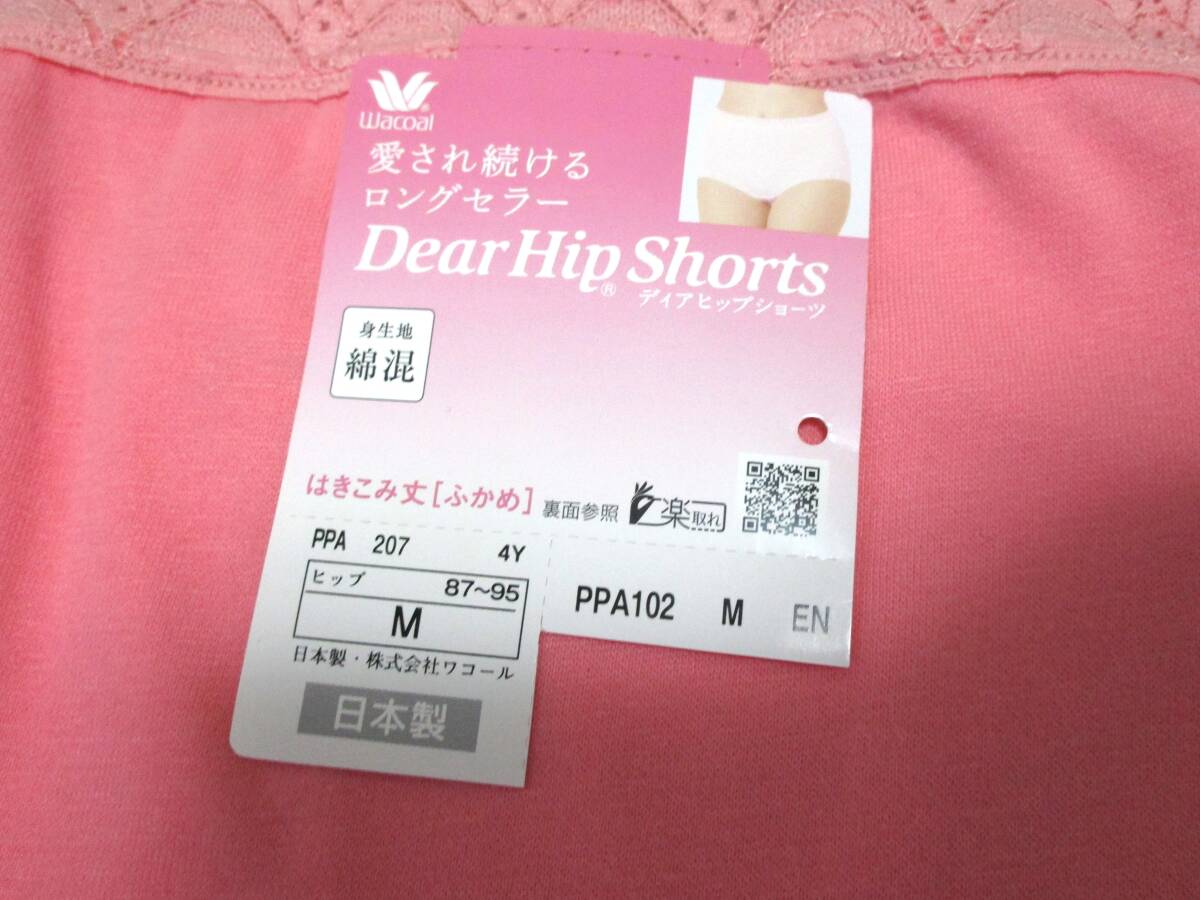 Wacoal
愛され続ける
ロングセラー
Dear Hip® Shorts
ディアヒップショーツ
身生地
綿混
はきこみ丈[ふかめ] 裏面参照 楽取れ
PPA 207 4Y
ヒップ 87~95
M
日本製・株式会社ワコール
日本製
PPA102 M EN